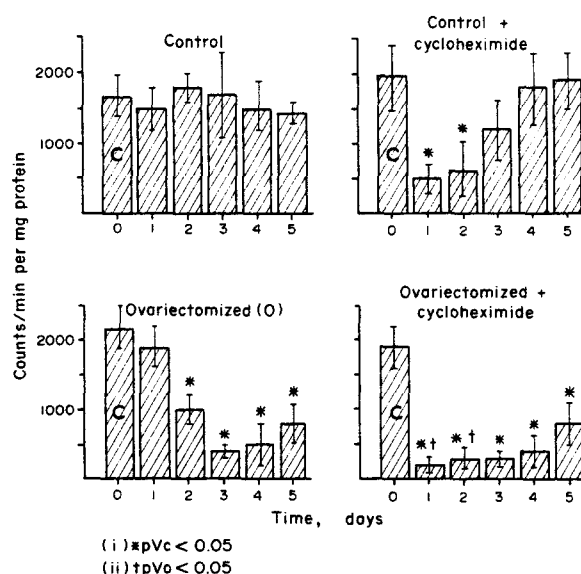 Control
Control +
cycloheximide
2000
1000
C
C
0 1 2 3 4 5
0 1 2 3 4 5
* *
Counts/min per mg protein
Ovariectomized (O)
Ovariectomized +
cycloheximide
2000
1000
C
* * * *
C
*† *† * * *
0 1 2 3 4 5
0 1 2 3 4 5
Time, days
(i) *pVc < 0.05
(ii) †pVo < 0.05